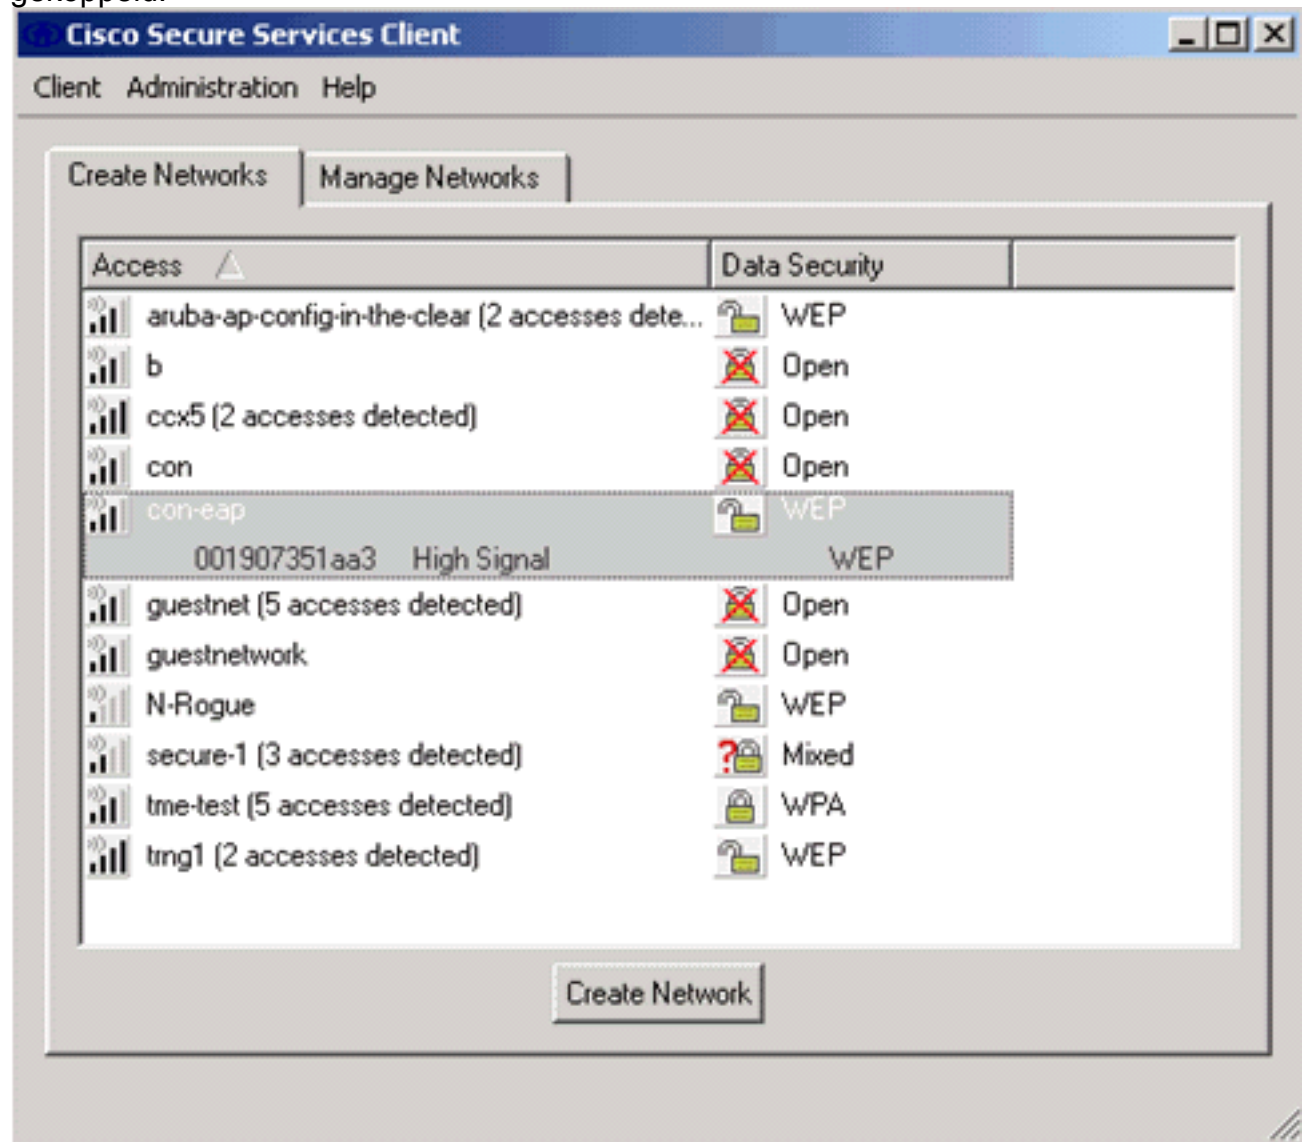 gekoppeld.
Cisco Secure Services Client
Client Administration Help
Create Networks Manage Networks
Access Data Security
aruba-ap-config-in-the-clear (2 accesses dete... WEP
b Open
ccx5 (2 accesses detected) Open
con Open
con-eap WEP
001907351aa3 High Signal WEP
guestnet (5 accesses detected) Open
guestnetwork Open
N-Rogue WEP
secure-1 (3 accesses detected) Mixed
tme-test (5 accesses detected) WPA
trng1 (2 accesses detected) WEP
Create Network